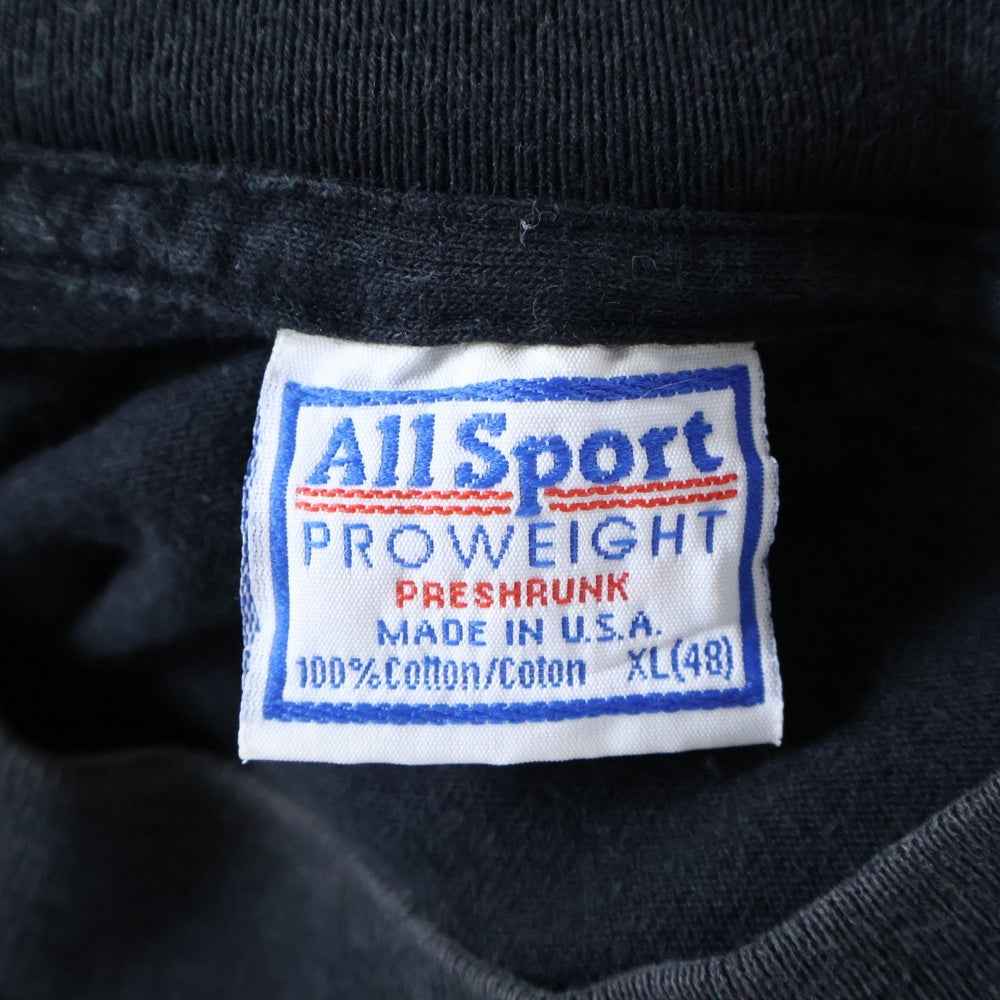 All Sport
PROWEIGHT
PRESHRUNK
MADE IN U.S.A.
100% Cotton/Coton XL(48)